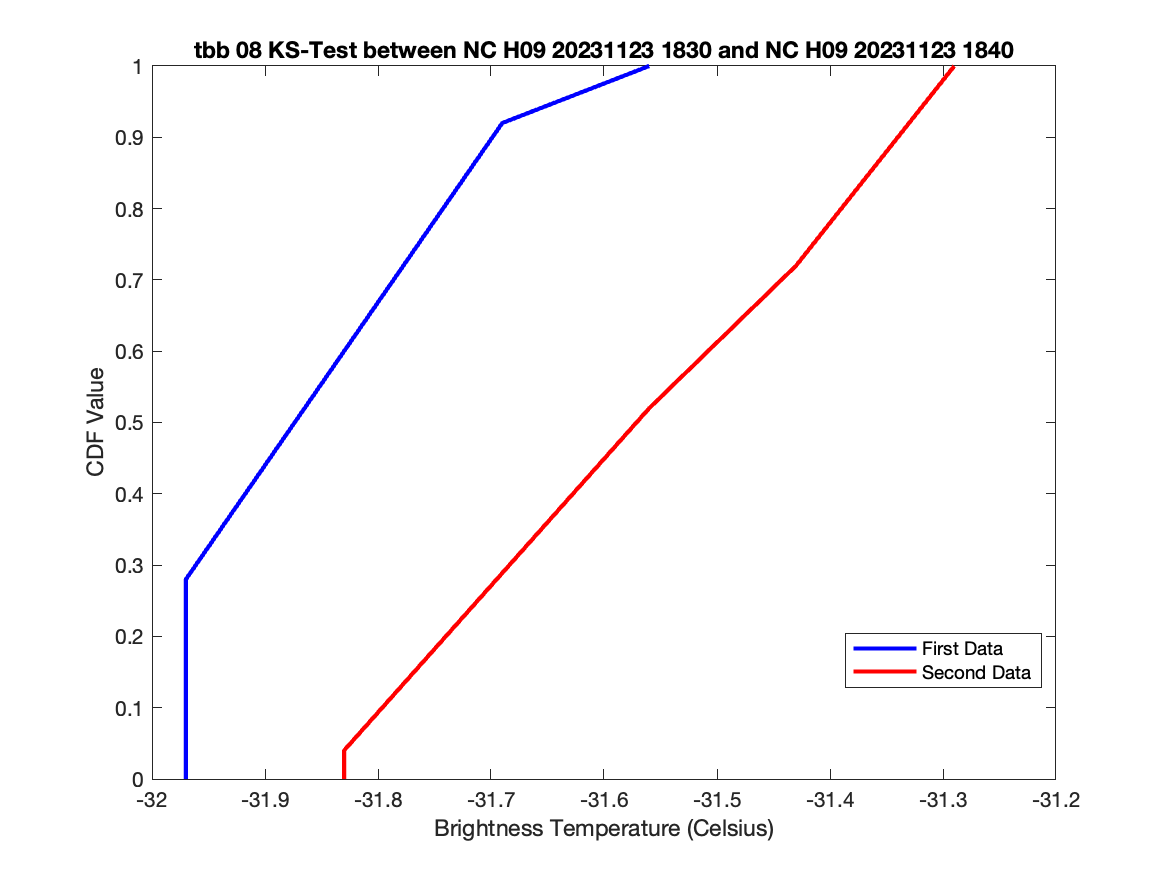 tbb 08 KS-Test between NC H09 20231123 1830 and NC H09 20231123 1840
1
0.9
0.8
0.7
0.6
0.5
0.4
0.3
0.2
0.1
0
CDF Value
First Data
Second Data
-32 -31.9 -31.8 -31.7 -31.6 -31.5 -31.4 -31.3 -31.2
Brightness Temperature (Celsius)